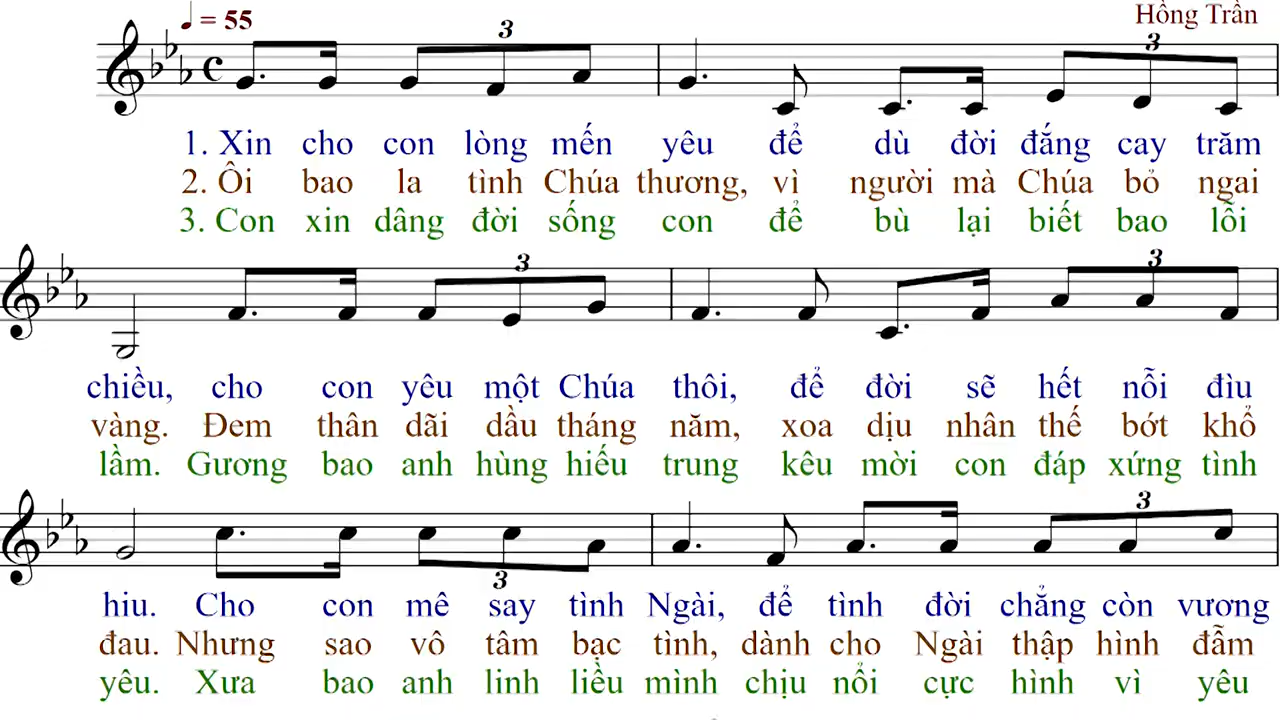 ♩ = 55
Hồng Trần
3
3
1. Xin cho con lòng mến yêu để dù đời đắng cay trăm
2. Ôi bao la tình Chúa thương, vì người mà Chúa bỏ ngai
3. Con xin dâng đời sống con để bù lại biết bao lỗi
3
3
chiều, cho con yêu một Chúa thôi, để đời sẽ hết nỗi đìu
vàng. Đem thân dãi dầu tháng năm, xoa dịu nhân thế bớt khổ
lầm. Gương bao anh hùng hiếu trung kêu mời con đáp xứng tình
3
3
hiu. Cho con mê say tình Ngài, để tình đời chẳng còn vương
đau. Nhưng sao vô tâm bạc tình, dành cho Ngài thập hình đẫm
yêu. Xưa bao anh linh liều mình chịu nổi cực hình vì yêu